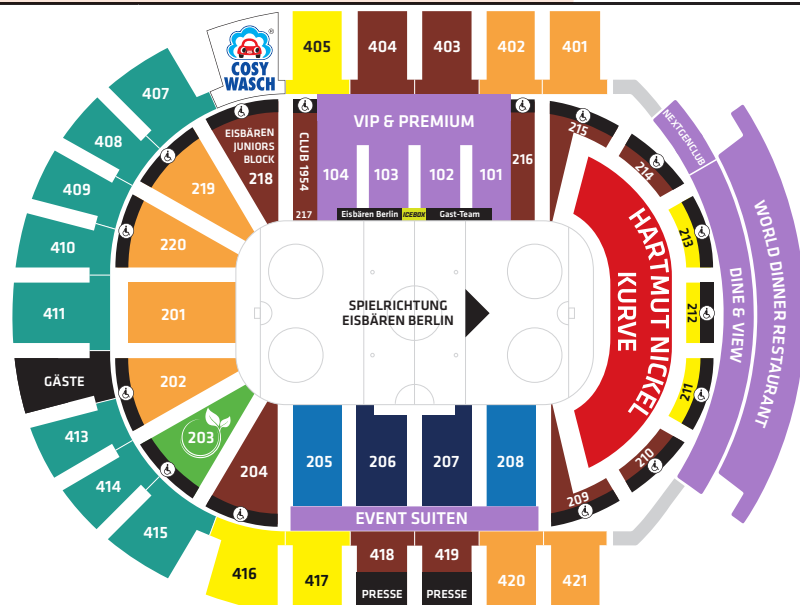 405
404
403
402
401
®
COSY
WASCH
407
408
409
410
411
GÄSTE
413
414
415
416
417
418
PRESSE
419
PRESSE
420
421
EISBÄREN
JUNIORS
BLOCK
218
CLUB 1954
217
VIP & PREMIUM
104
103
102
101
216
215
214
213
212
211
210
209
219
220
201
202
203
204
205
206
207
208
Eisbären Berlin
ICEBOX
Gast-Team
SPIELRICHTUNG
EISBÄREN BERLIN
HARTMUT NICKEL
KURVE
NEXTGENCLUB
DINE & VIEW
WORLD DINNER RESTAURANT
EVENT SUITEN